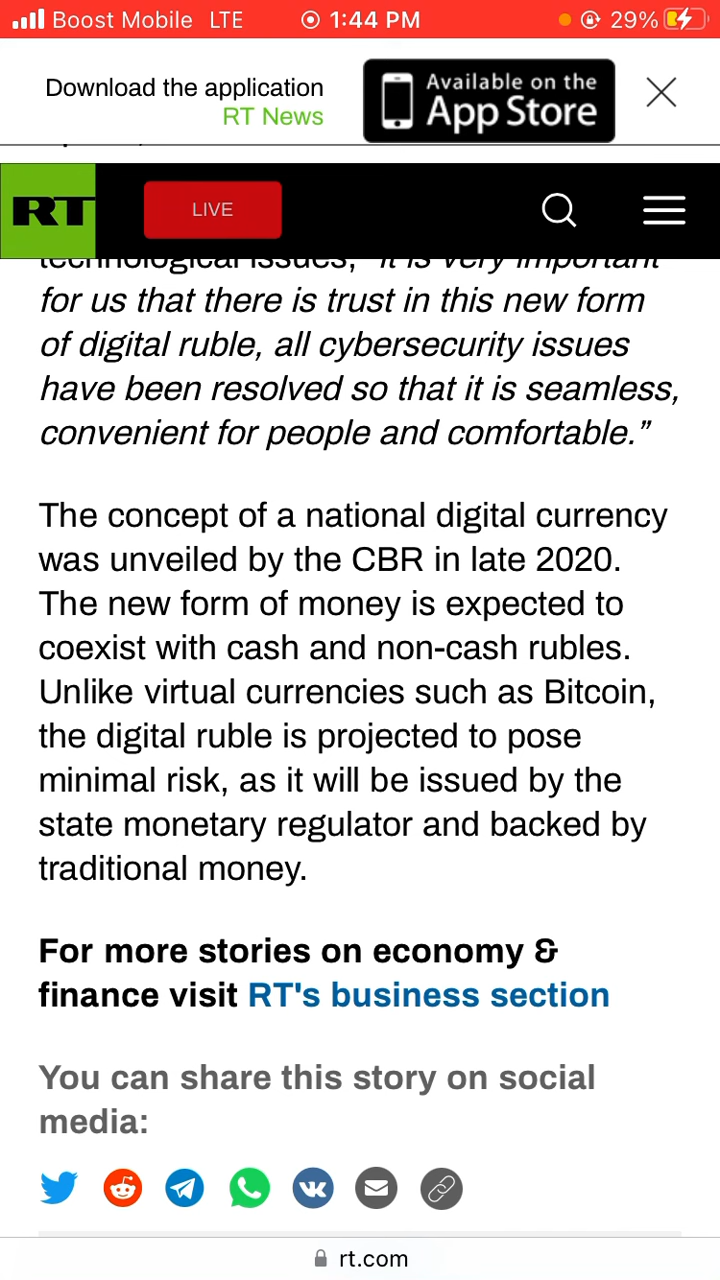 Boost Mobile LTE 1:44 PM 29%
Download the application
RT News
Available on the
App Store
RT
LIVE
technological issues, “it is very important
for us that there is trust in this new form
of digital ruble, all cybersecurity issues
have been resolved so that it is seamless,
convenient for people and comfortable.”
The concept of a national digital currency
was unveiled by the CBR in late 2020.
The new form of money is expected to
coexist with cash and non-cash rubles.
Unlike virtual currencies such as Bitcoin,
the digital ruble is projected to pose
minimal risk, as it will be issued by the
state monetary regulator and backed by
traditional money.
For more stories on economy &
finance visit RT's business section
You can share this story on social
media:
rt.com